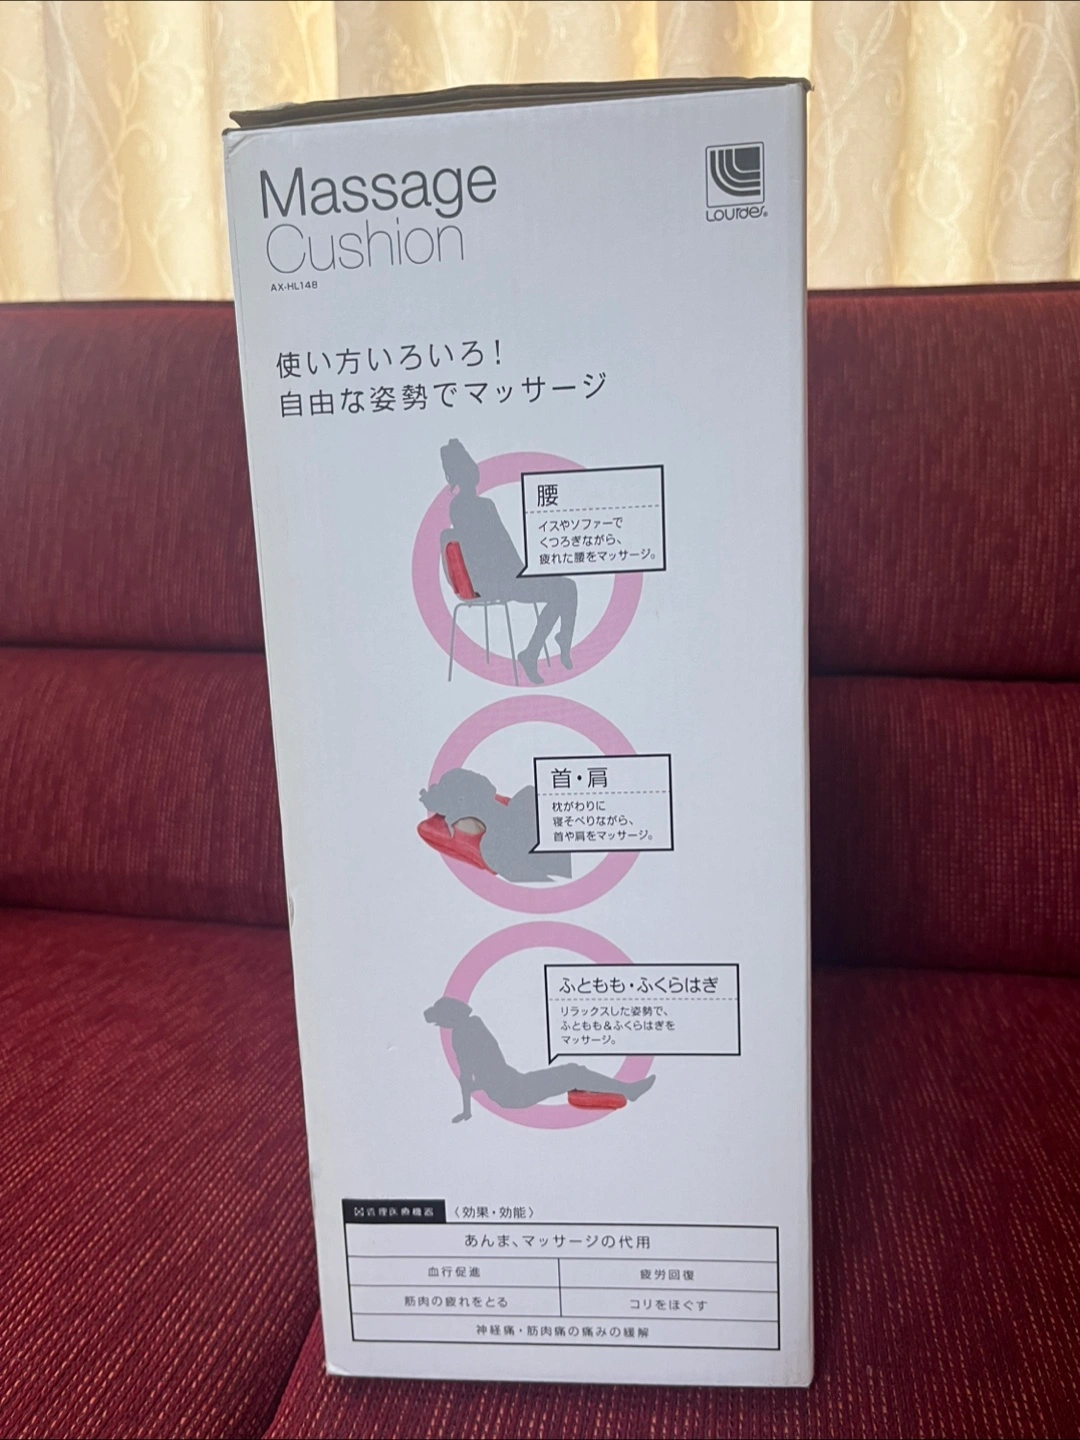 Massage
Cushion
AX-HL148
Lourdes®
使い方いろいろ!
自由な姿勢でマッサージ
腰
イスやソファーで
くつろぎながら、
疲れた腰をマッサージ。
首・肩
枕がわりに
寝そべりながら、
首や肩をマッサージ。
ふともも・ふくらはぎ
リラックスした姿勢で、
ふともも&ふくらはぎを
マッサージ。
管理医療機器 〈効果・効能〉
あんま、マッサージの代用
血行促進 疲労回復
筋肉の疲れをとる コリをほぐす
神経痛・筋肉痛の痛みの緩解